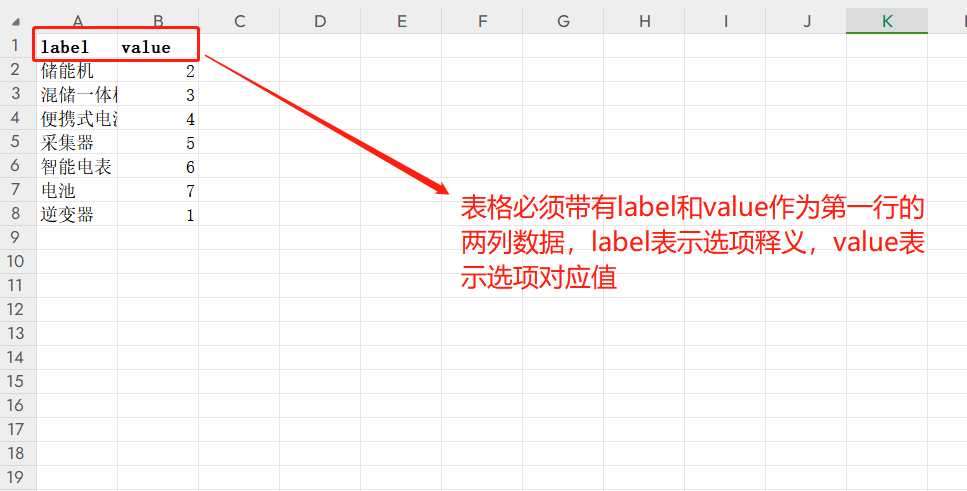 A B C D E F G H I J K
1 label value
2 储能机 2
3 混储一体 3
4 便携式电 4
5 采集器 5
6 智能电表 6
7 电池 7
8 逆变器 1
9
10
11
12
13
14
15
16
17
18
19
表格必须带有label和value作为第一行的
两列数据，label表示选项释义，value表
示选项对应值